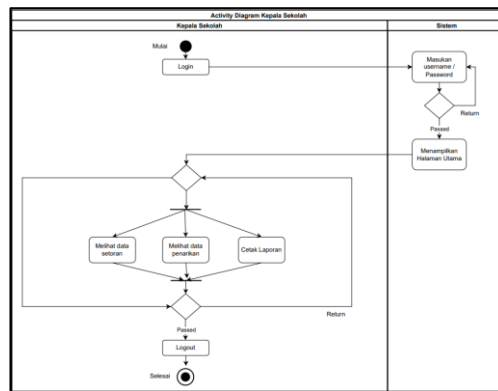 Activity Diagram Kepala Sekolah
Kepala Sekolah
Sistem
Mulai
Login
Masukan
username /
Password
Return
Passed
Menampilkan
Halaman Utama
Melihat data
setoran
Melihat data
penarikan
Cetak Laporan
Return
Passed
Logout
Selesai